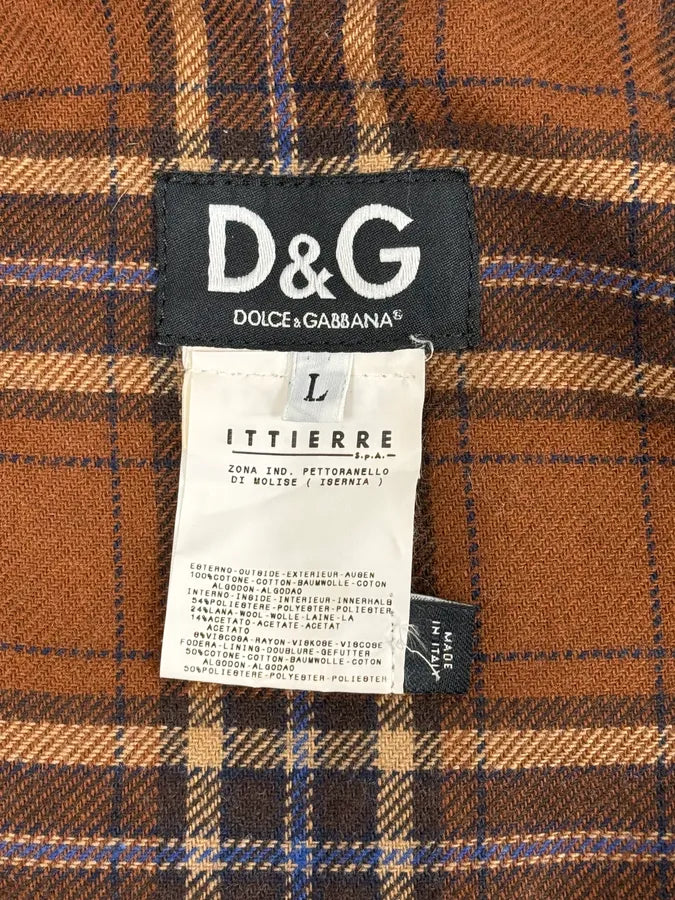 D&G
DOLCE & GABBANA®
L
ITTIERRE
S.p.A.
ZONA IND. PETTORANELLO
DI MOLISE ( ISERNIA )
ESTERNO-OUTSIDE-EXTERIEUR-AUSEN
100%COTONE-COTTON-BAUMWOLLE-COTON
ALGODON-ALGODAO
INTERNO-INSIDE-INTERIEUR-INNERHALB
54%POLIESTERE-POLYESTER-POLIESTER
24%LANA-WOOL-WOLLE-LAINE-LANA
14%ACETATO-ACETATE-ACETAT
ACETATO
8%VISCOSA-RAYON-VISKOSE-VISCOSE
FODERA-LINING-DOUBLURE-GEFUTTER
50%COTONE-COTTON-BAUMWOLLE-COTON
ALGODON-ALGODAO
50%POLIESTERE-POLYESTER-POLIESTER
MADE
IN ITALY